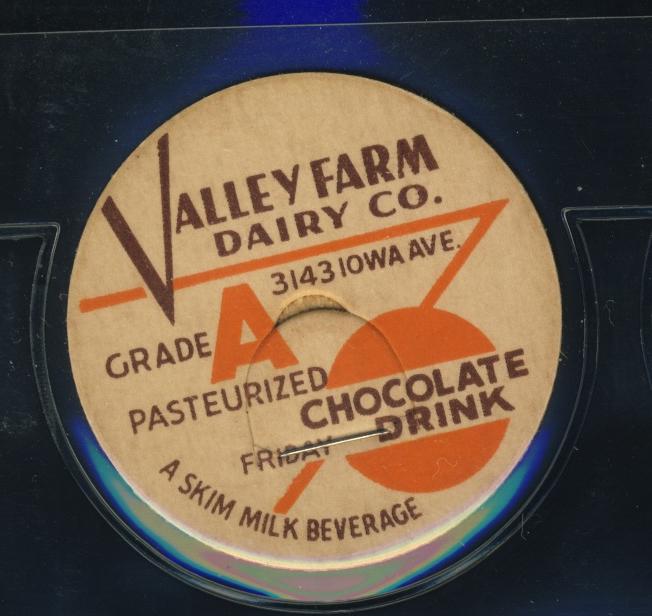 VALLEY FARM
DAIRY CO.
3143 IOWA AVE.
GRADE A
PASTEURIZED
CHOCOLATE
DRINK
FRIDAY
A SKIM MILK BEVERAGE